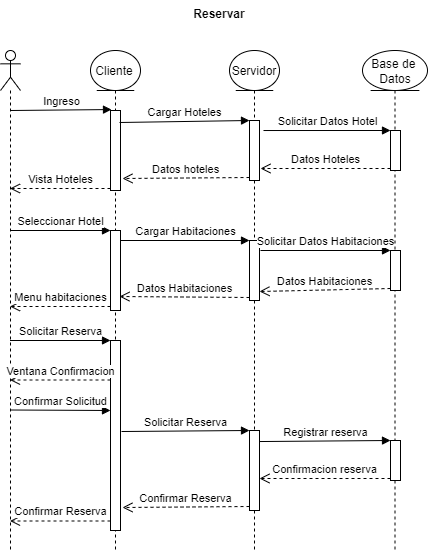 Reservar
Cliente
Servidor
Base de
Datos
Ingreso
Cargar Hoteles
Solicitar Datos Hotel
Datos Hoteles
Datos hoteles
Vista Hoteles
Seleccionar Hotel
Cargar Habitaciones
Solicitar Datos Habitaciones
Datos Habitaciones
Datos Habitaciones
Menu habitaciones
Solicitar Reserva
Ventana Confirmacion
Confirmar Solicitud
Solicitar Reserva
Registrar reserva
Confirmacion reserva
Confirmar Reserva
Confirmar Reserva